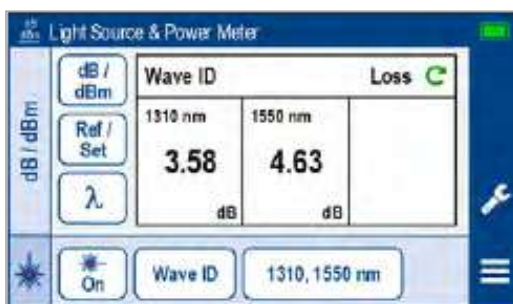 Light Source & Power Meter
dB / dBm
dB /
dBm
Ref /
Set
λ
Wave ID Loss
1310 nm 1550 nm
3.58 4.63
dB dB
On
Wave ID
1310, 1550 nm